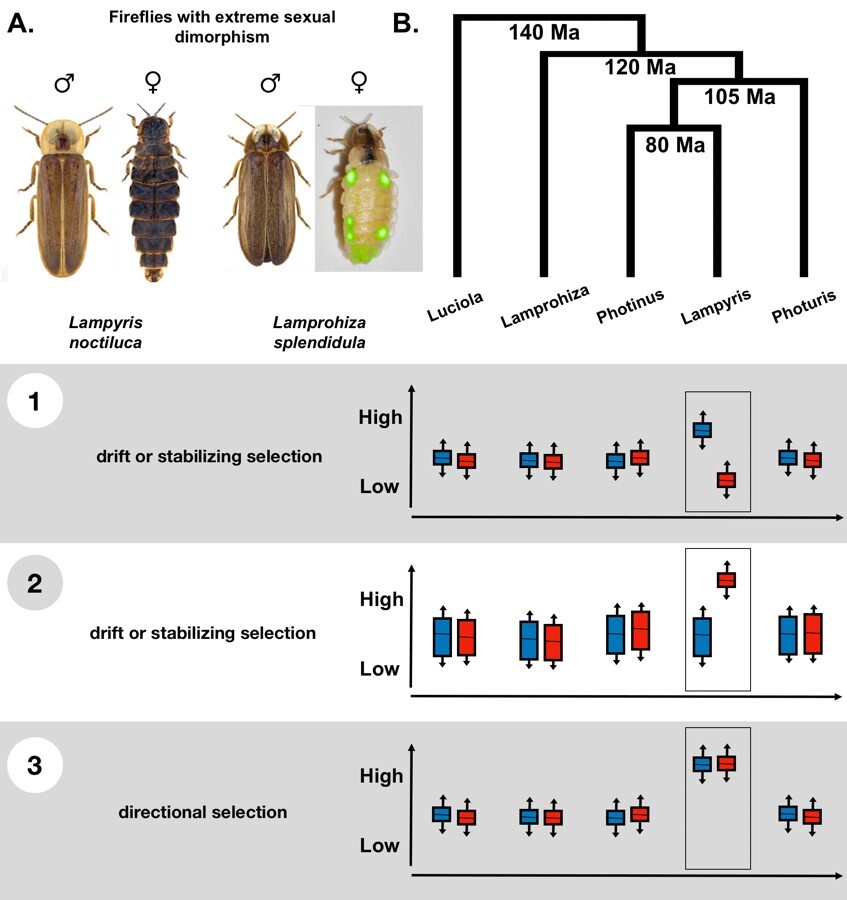 A.
Fireflies with extreme sexual
dimorphism
♂
♀
♂
♀
Lampyris
noctiluca
Lamprohiza
splendidula
B.
140 Ma
120 Ma
105 Ma
80 Ma
Luciola
Lamprohiza
Photinus
Lampyris
Photuris
1
drift or stabilizing selection
High
Low
2
drift or stabilizing selection
High
Low
3
directional selection
High
Low